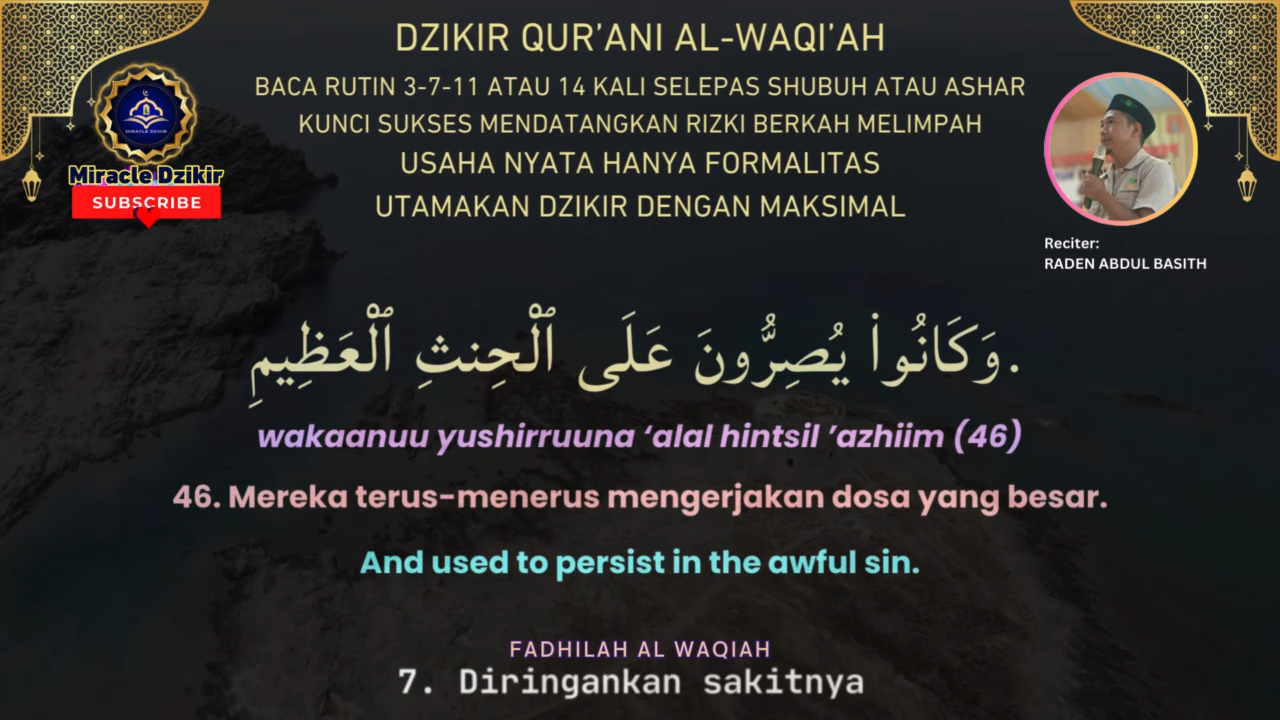 DZIKIR QUR'ANI AL-WAQI'AH
BACA RUTIN 3-7-11 ATAU 14 KALI SELEPAS SHUBUH ATAU ASHAR
KUNCI SUKSES MENDATANGKAN RIZKI BERKAH MELIMPAH
USAHA NYATA HANYA FORMALITAS
UTAMAKAN DZIKIR DENGAN MAKSIMAL
MIRACLE DZIKIR
Miracle Dzikir
SUBSCRIBE
Reciter:
RADEN ABDUL BASITH
وَكَانُوا۟ يُصِرُّونَ عَلَى ٱلْحِنثِ ٱلْعَظِيمِ.
wakaanuu yushirruuna ‘alal hintsil ’azhiim (46)
46. Mereka terus-menerus mengerjakan dosa yang besar.
And used to persist in the awful sin.
FADHILAH AL WAQIAH
7. Diringankan sakitnya